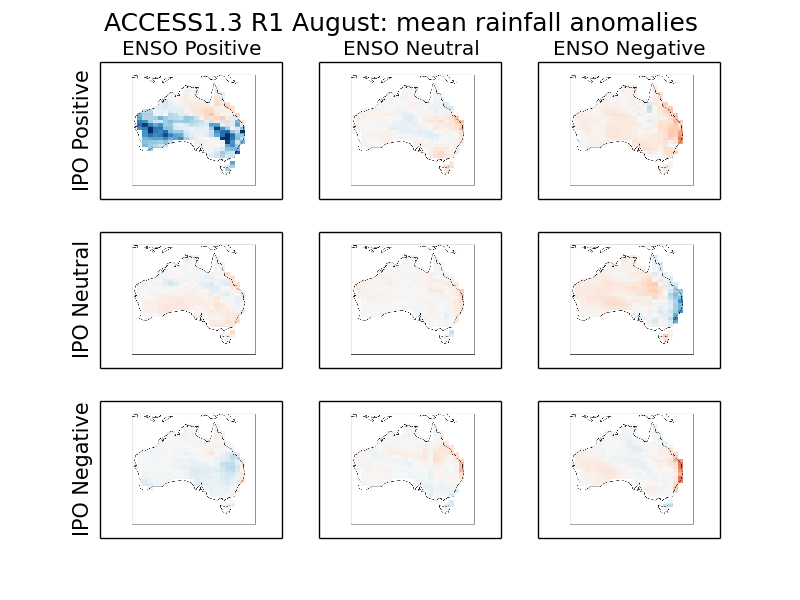 ACCESS1.3 R1 August: mean rainfall anomalies
ENSO Positive ENSO Neutral ENSO Negative
IPO Positive
IPO Neutral
IPO Negative